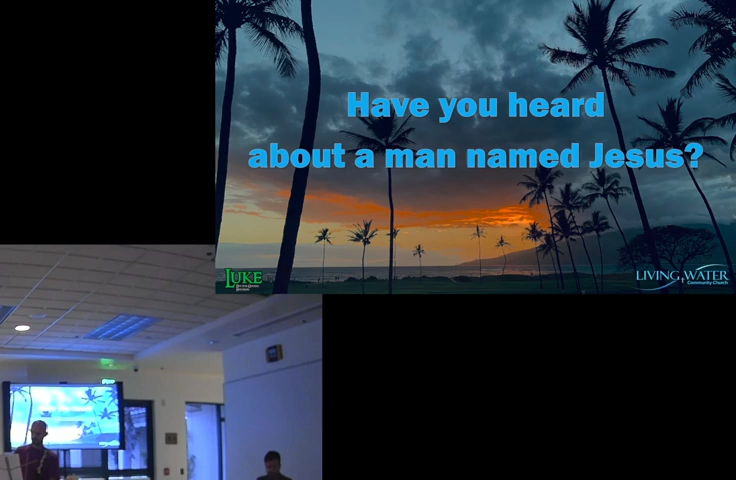 Have you heard
about a man named Jesus?
LUKE
LIVING WATER
Community Church